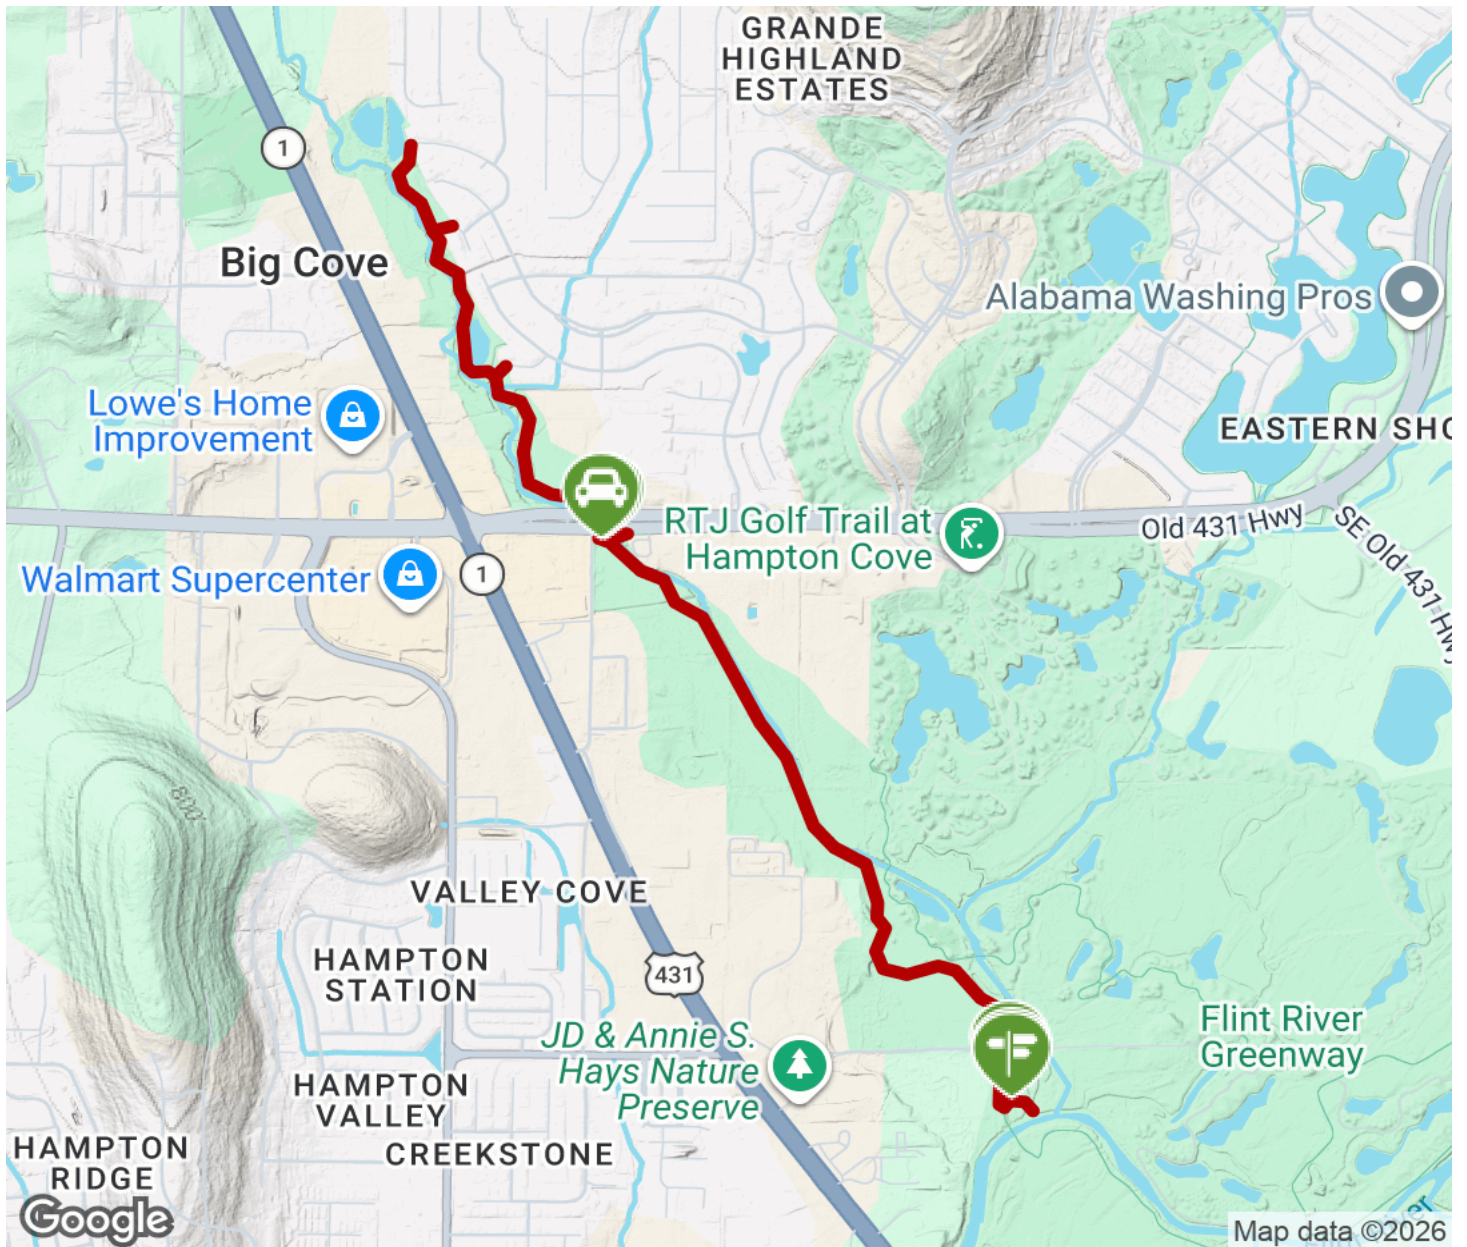 GRANDE
HIGHLAND
ESTATES
1
Big Cove
Alabama Washing Pros
Lowe's Home
Improvement
EASTERN SHO
RTJ Golf Trail at
Hampton Cove
Old 431 Hwy
SE Old 431 Hwy
Walmart Supercenter
1
800
VALLEY COVE
HAMPTON
STATION
431
Flint River
Greenway
JD & Annie S.
Hays Nature
Preserve
HAMPTON
VALLEY
CREEKSTONE
HAMPTON
RIDGE
Google
Map data ©2026